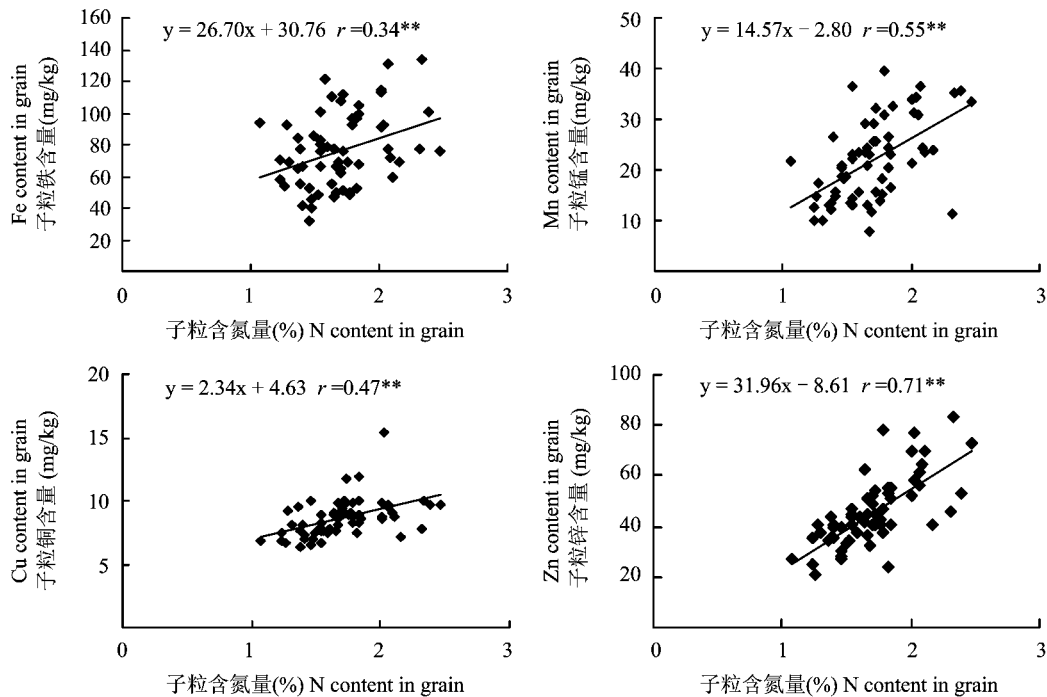 y = 26.70x + 30.76 r=0.34**
160
140
120
100
80
60
40
20
0
1
2
3
Fe content in grain
子粒铁含量(mg/kg)
子粒含氮量(%) N content in grain
y = 14.57x − 2.80 r=0.55**
50
40
30
20
10
0
1
2
3
Mn content in grain
子粒锰含量(mg/kg)
子粒含氮量(%) N content in grain
y = 2.34x + 4.63 r=0.47**
20
15
10
5
0
1
2
3
Cu content in grain
子粒铜含量 (mg/kg)
子粒含氮量(%) N content in grain
y = 31.96x − 8.61 r=0.71**
100
80
60
40
20
0
1
2
3
Zn content in grain
子粒锌含量 (mg/kg)
子粒含氮量(%) N content in grain